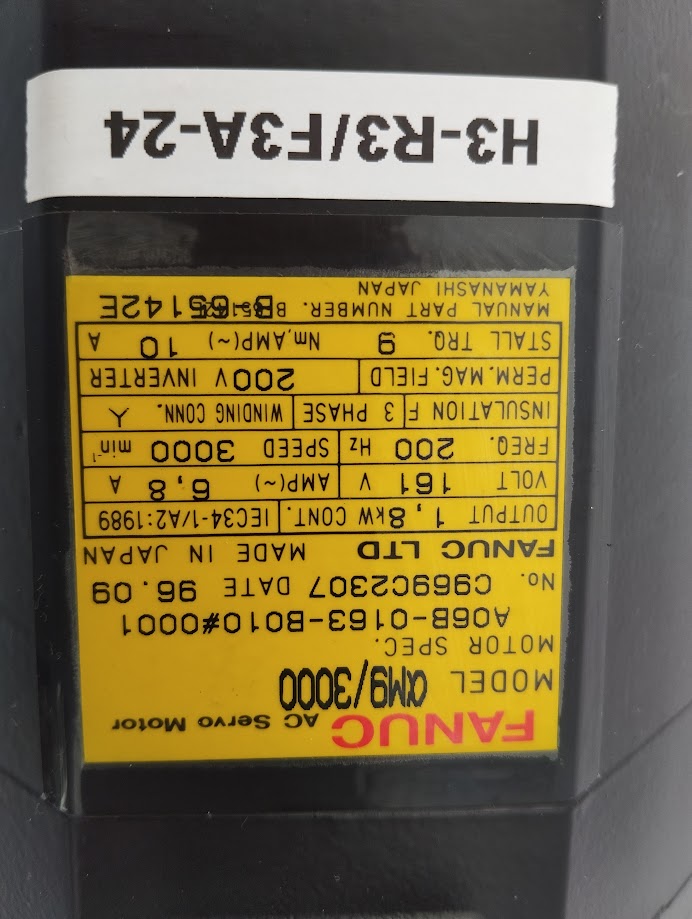 FANUC AC Servo Motor
MODEL αM9/3000
MOTOR SPEC.
A06B-0163-B010#0001
No. C969C2307 DATE 96.09
FANUC LTD MADE IN JAPAN
OUTPUT 1,8kW CONT. IEC34-1/A2:1989
VOLT 161 V AMP(~) 6,8 A
FREQ. 200 Hz SPEED 3000 min⁻¹
INSULATION F 3 PHASE WINDING CONN. Y
PERM.MAG.FIELD 200V INVERTER
STALL TRQ. 9 Nm,AMP(~) 10 A
MANUAL PART NUMBER. B-65142E
YAMANASHI JAPAN
H3-R3/F3A-24